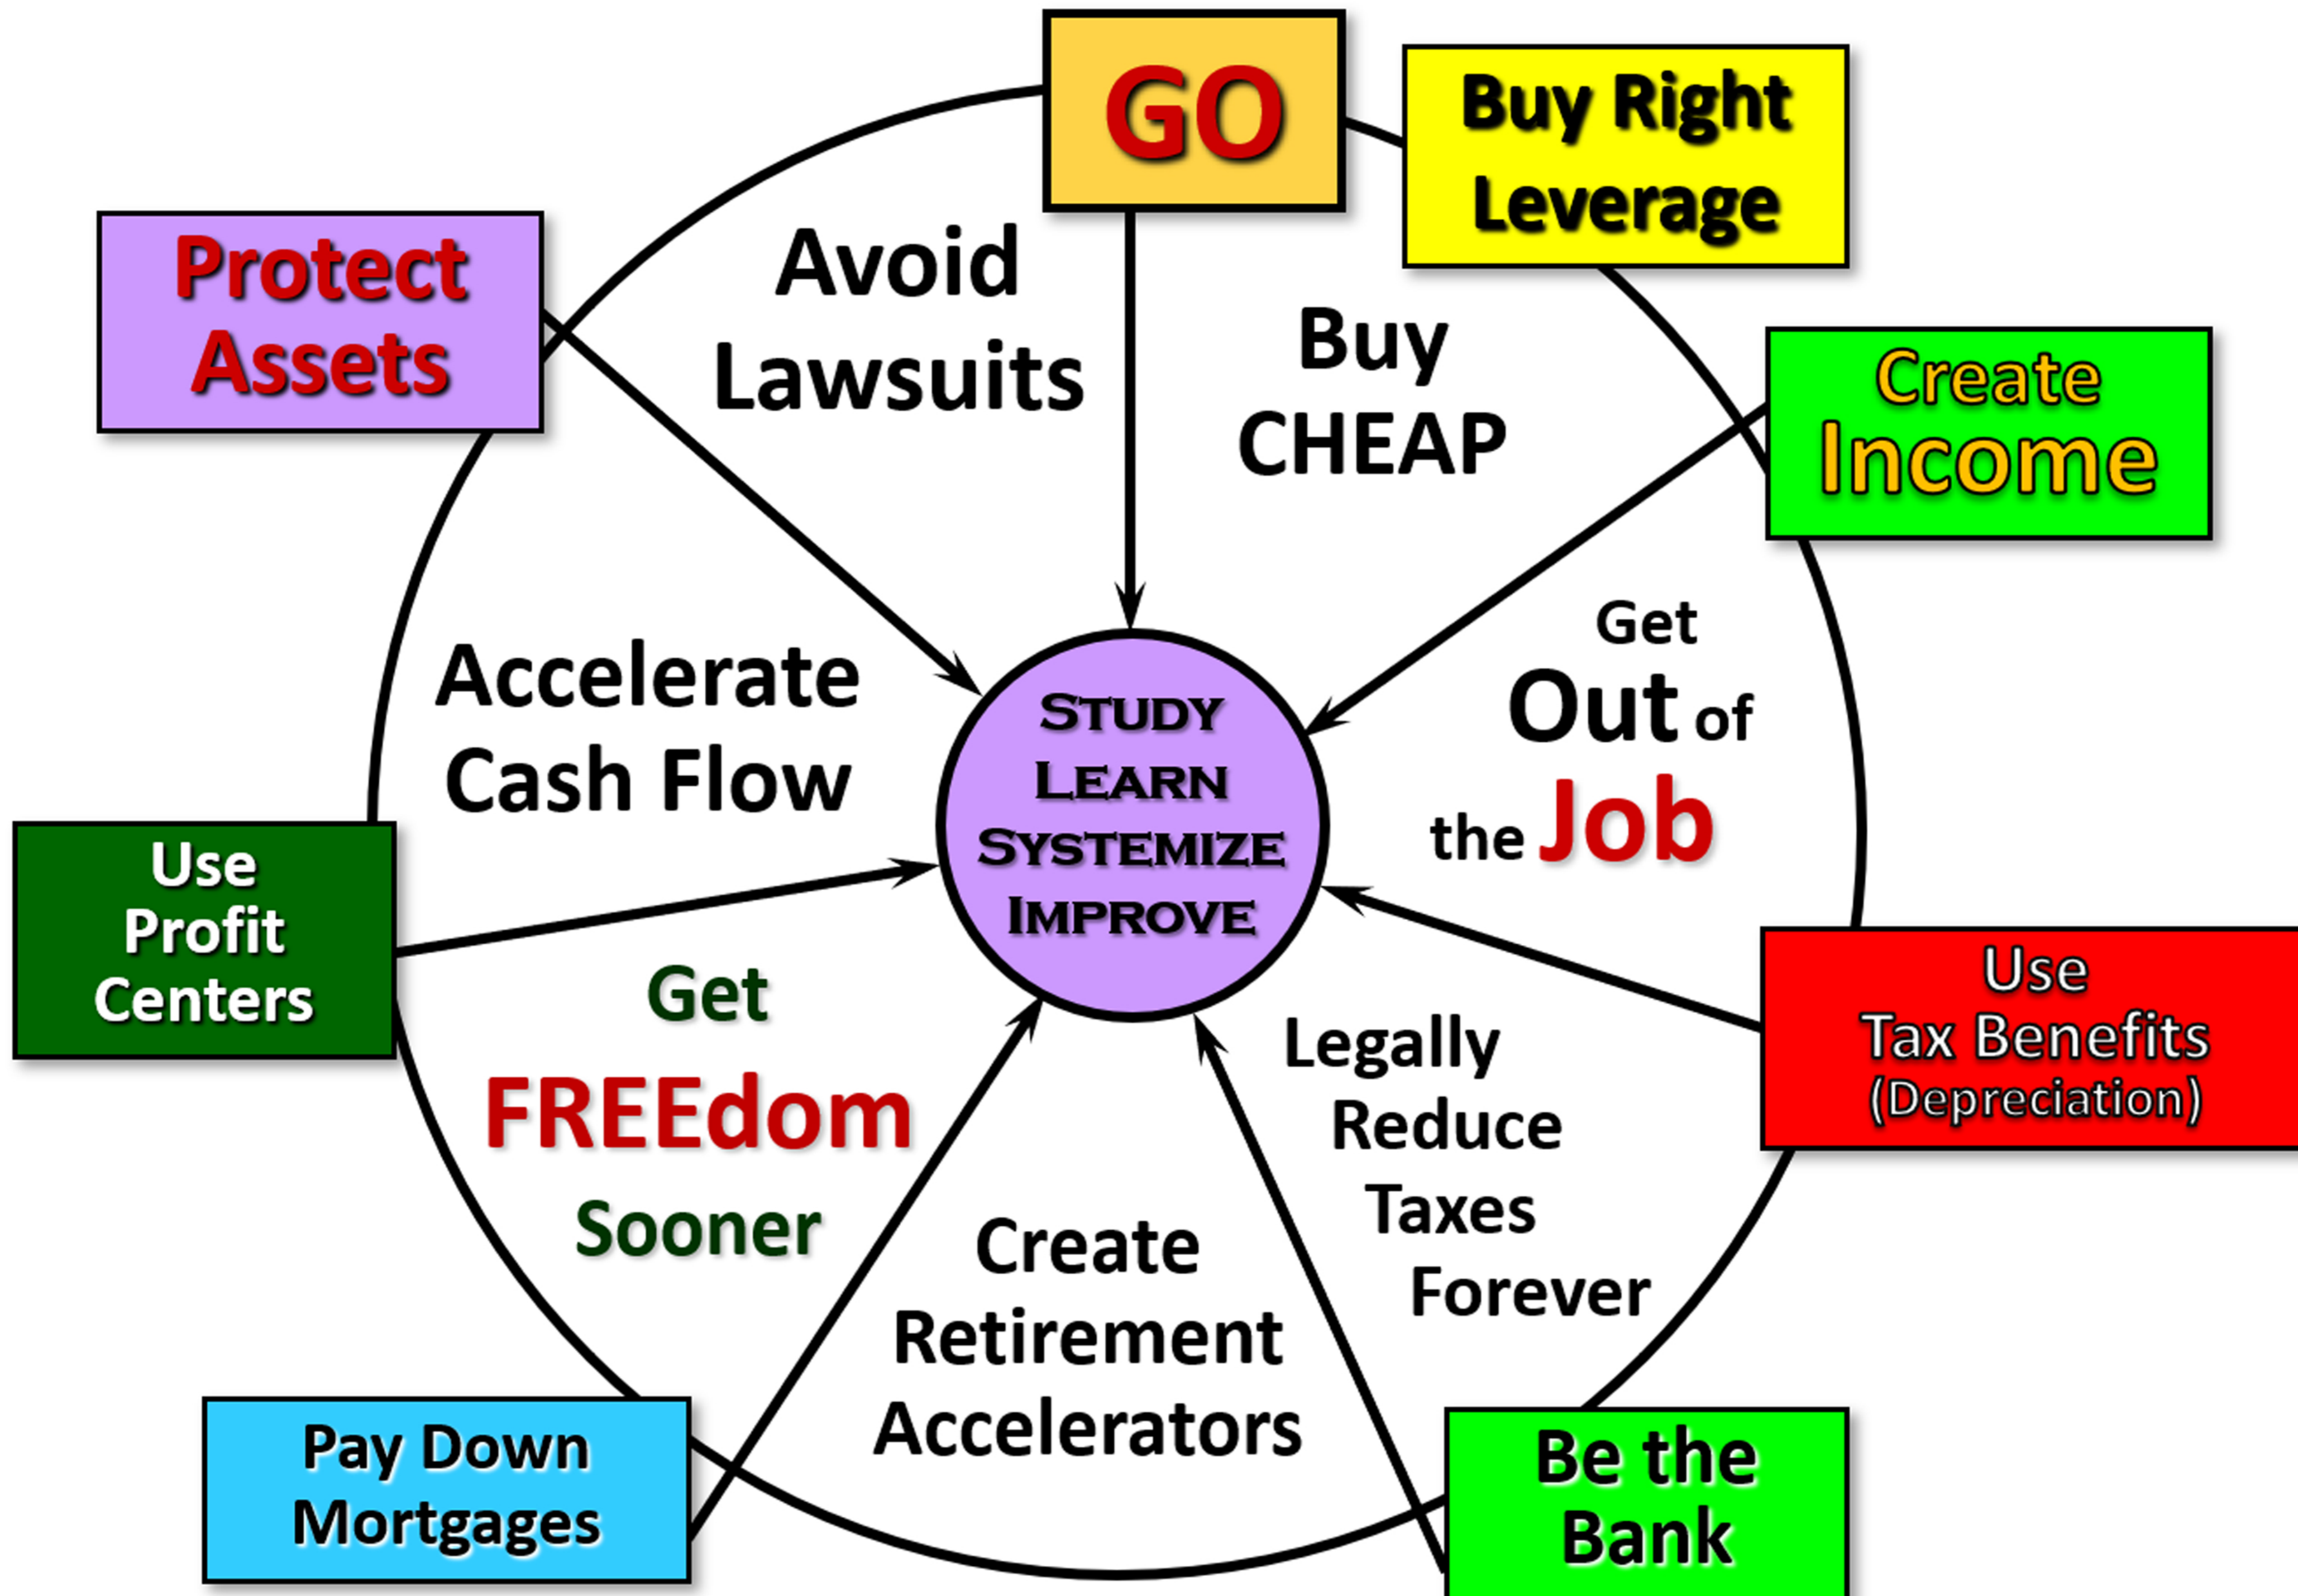 GO
Buy Right
Leverage
Protect
Assets
Avoid
Lawsuits
Buy
CHEAP
Create
Income
Get
Out of
the Job
Accelerate
Cash Flow
STUDY
LEARN
SYSTEMIZE
IMPROVE
Use
Profit
Centers
Use
Tax Benefits
(Depreciation)
Get
FREEdom
Sooner
Legally
Reduce
Taxes
Forever
Create
Retirement
Accelerators
Pay Down
Mortgages
Be the
Bank